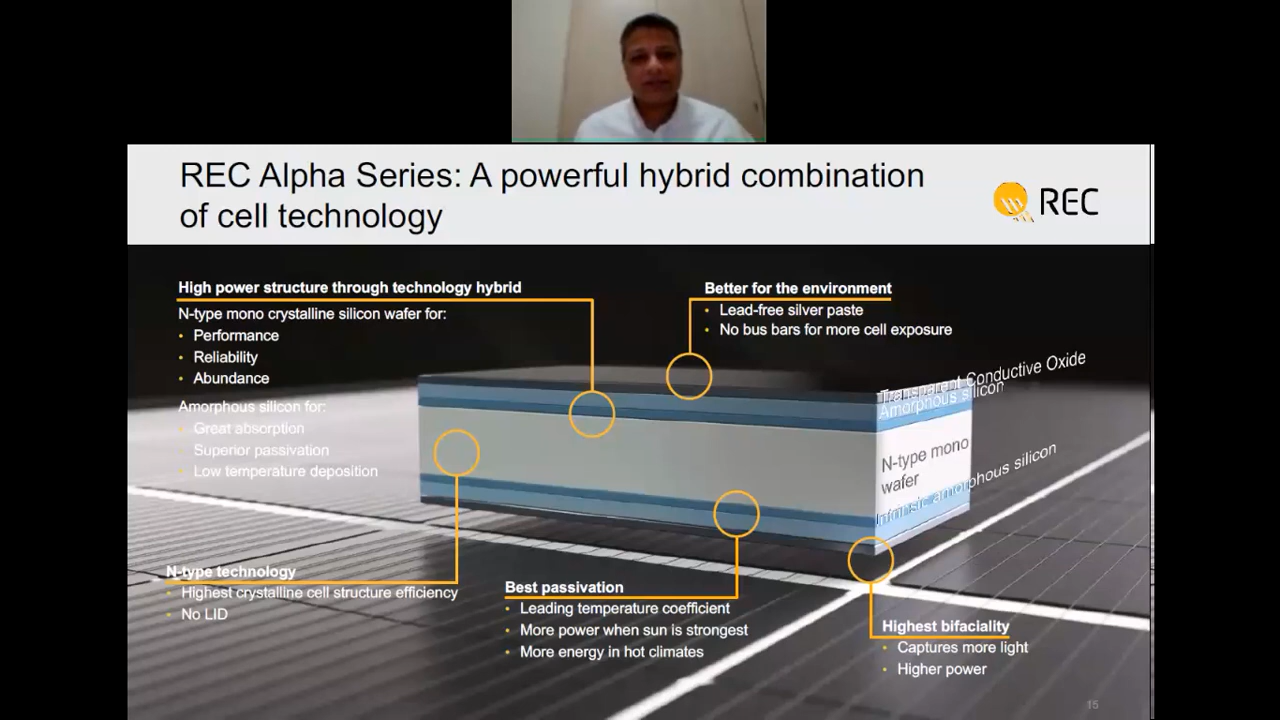 REC Alpha Series: A powerful hybrid combination
of cell technology
REC
High power structure through technology hybrid
N-type mono crystalline silicon wafer for:
• Performance
• Reliability
• Abundance
Amorphous silicon for:
• Great absorption
• Superior passivation
• Low temperature deposition
Better for the environment
• Lead-free silver paste
• No bus bars for more cell exposure
Transparent Conductive Oxide
Amorphous silicon
N-type mono
wafer
Intrinsic amorphous silicon
N-type technology
• Highest crystalline cell structure efficiency
• No LID
Best passivation
• Leading temperature coefficient
• More power when sun is strongest
• More energy in hot climates
Highest bifaciality
• Captures more light
• Higher power
15